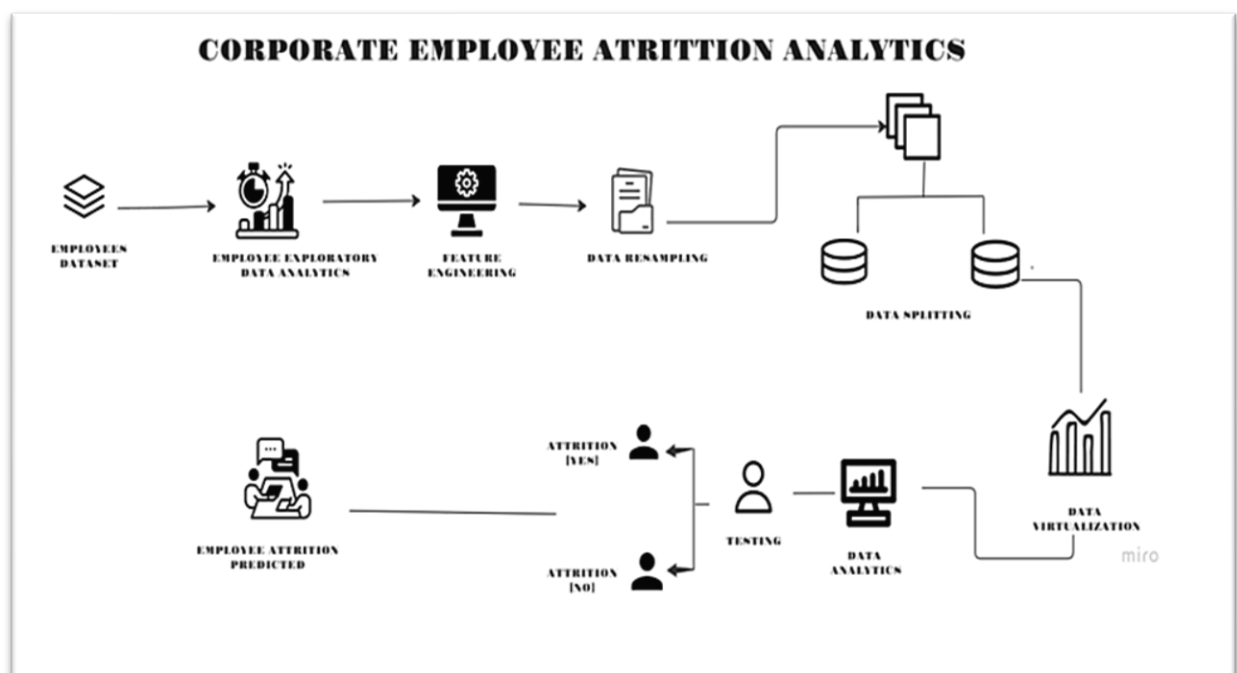 CORPORATE EMPLOYEE ATRITTION ANALYTICS
EMPLOYEES
DATASET
EMPLOYEE EXPLORATORY
DATA ANALYTICS
FEATURE
ENGINEERING
DATA RESAMPLING
DATA SPLITTING
DATA
VIRTUALIZATION
miro
DATA
ANALYTICS
TESTING
ATTRITION
[YES]
ATTRITION
[NO]
EMPLOYEE ATTRITION
PREDICTED